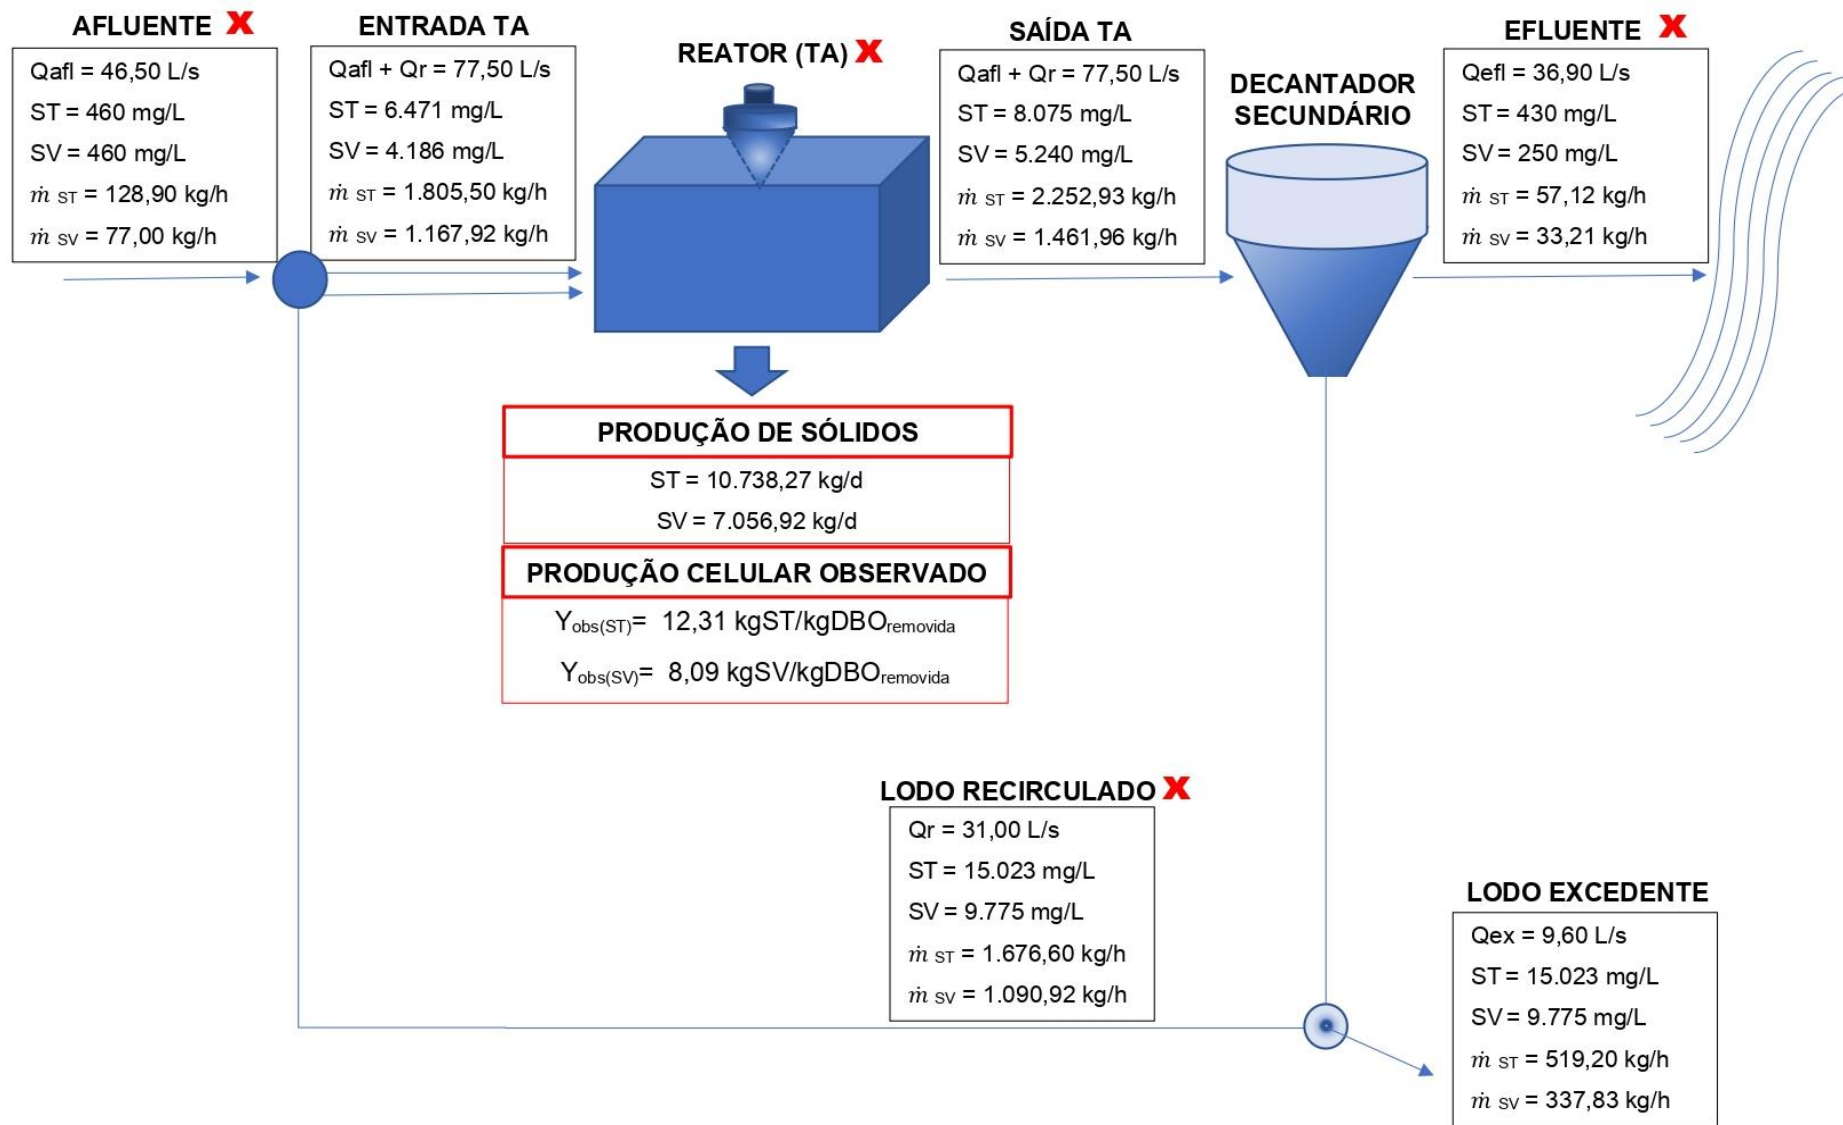 AFLUENTE X
Qafl = 46,50 L/s
ST = 460 mg/L
SV = 460 mg/L
ṁ ST = 128,90 kg/h
ṁ SV = 77,00 kg/h
ENTRADA TA
Qafl + Qr = 77,50 L/s
ST = 6.471 mg/L
SV = 4.186 mg/L
ṁ ST = 1.805,50 kg/h
ṁ SV = 1.167,92 kg/h
REATOR (TA) X
SAÍDA TA
Qafl + Qr = 77,50 L/s
ST = 8.075 mg/L
SV = 5.240 mg/L
ṁ ST = 2.252,93 kg/h
ṁ SV = 1.461,96 kg/h
DECANTADOR
SECUNDÁRIO
EFLUENTE X
Qefl = 36,90 L/s
ST = 430 mg/L
SV = 250 mg/L
ṁ ST = 57,12 kg/h
ṁ SV = 33,21 kg/h
PRODUÇÃO DE SÓLIDOS
ST = 10.738,27 kg/d
SV = 7.056,92 kg/d
PRODUÇÃO CELULAR OBSERVADO
Yobs(ST)= 12,31 kgST/kgDBOremovida
Yobs(SV)= 8,09 kgSV/kgDBOremovida
LODO RECIRCULADO X
Qr = 31,00 L/s
ST = 15.023 mg/L
SV = 9.775 mg/L
ṁ ST = 1.676,60 kg/h
ṁ SV = 1.090,92 kg/h
LODO EXCEDENTE
Qex = 9,60 L/s
ST = 15.023 mg/L
SV = 9.775 mg/L
ṁ ST = 519,20 kg/h
ṁ SV = 337,83 kg/h